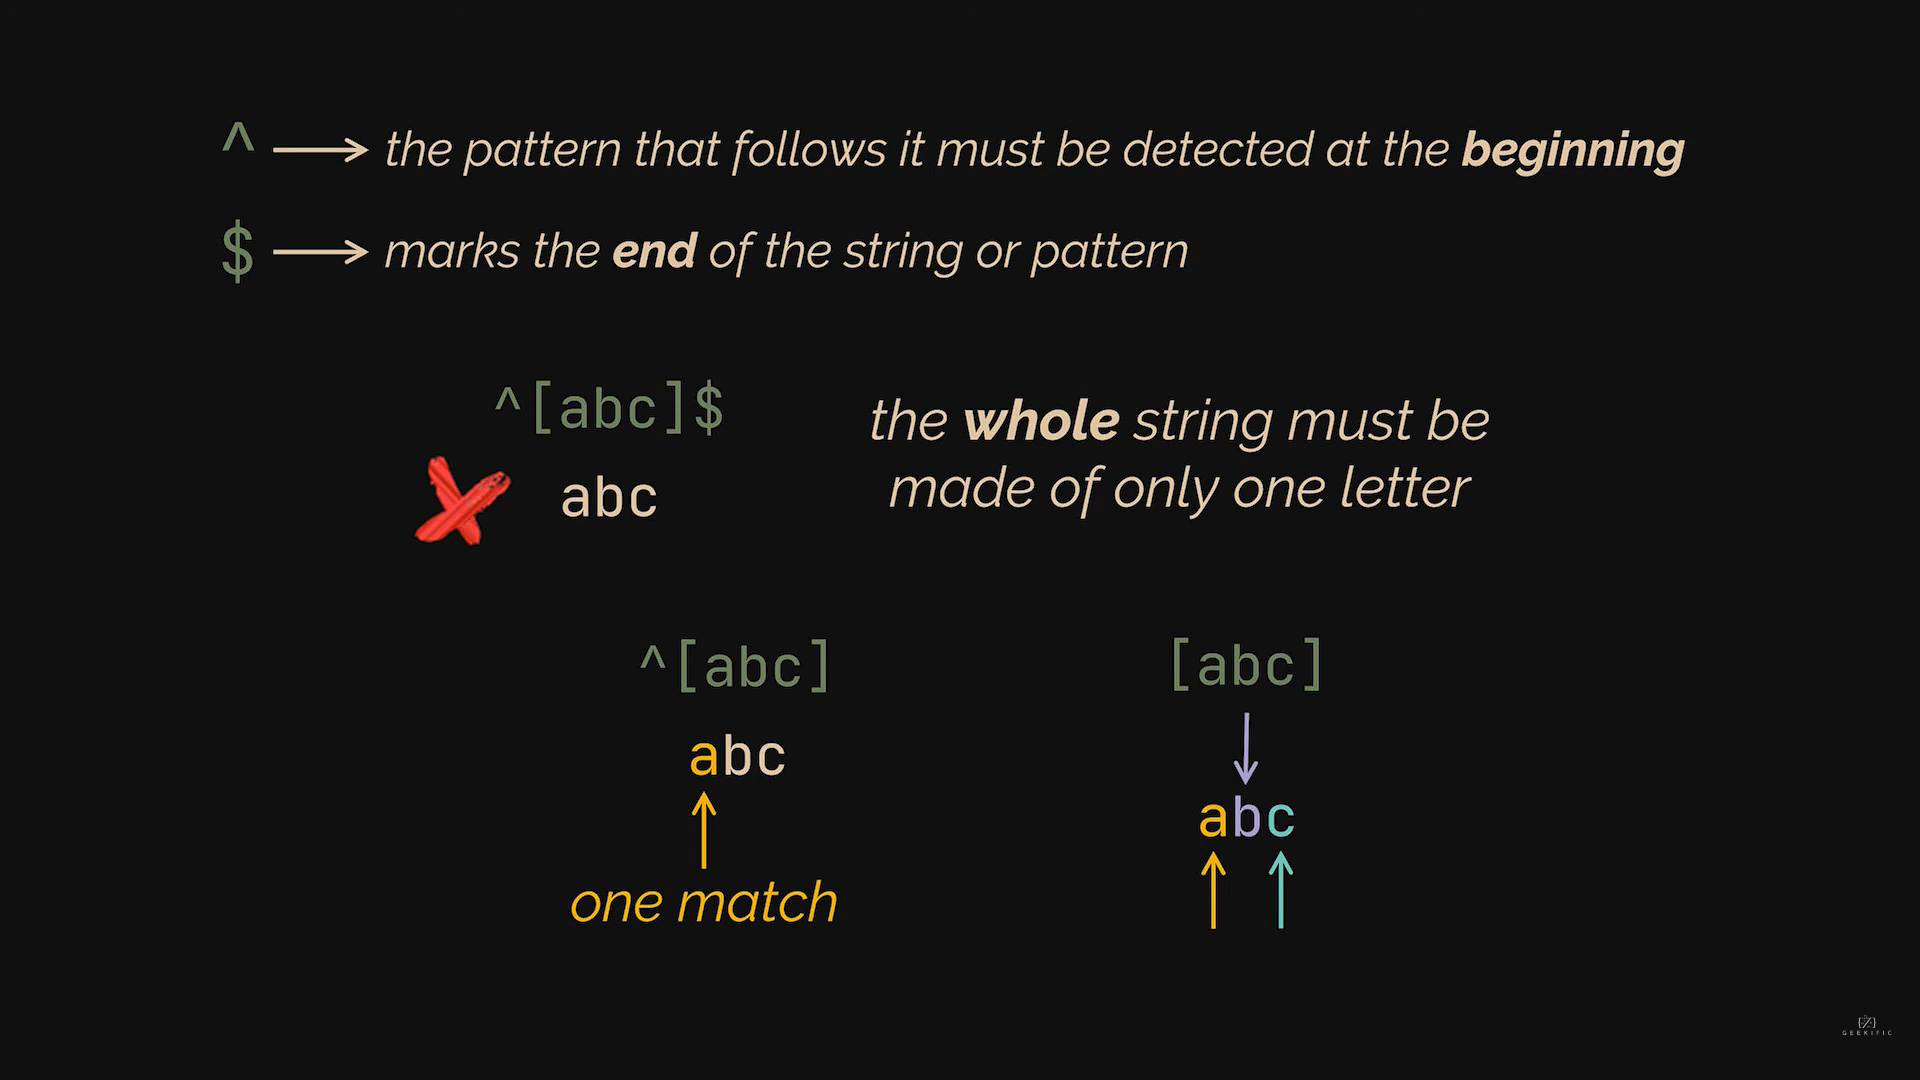 ^ the pattern that follows it must be detected at the beginning
$ marks the end of the string or pattern
^[abc]$
abc
the whole string must be
made of only one letter
^[abc]
abc
one match
[abc]
abc
GEEKIFIC